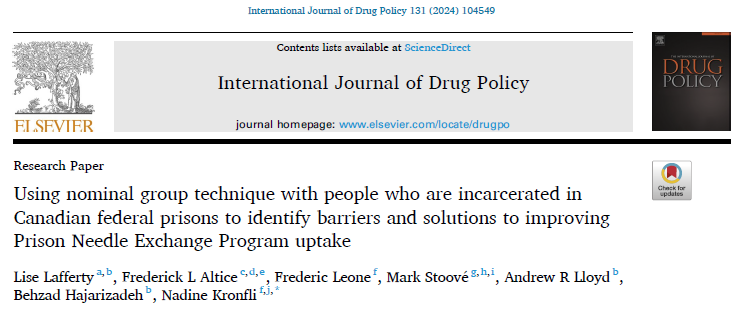 International Journal of Drug Policy 131 (2024) 104549
Contents lists available at ScienceDirect
International Journal of Drug Policy
journal homepage: www.elsevier.com/locate/drugpo
ELSEVIER
DRUG
POLICY
Research Paper
Check for
updates
Using nominal group technique with people who are incarcerated in
Canadian federal prisons to identify barriers and solutions to improving
Prison Needle Exchange Program uptake
Lise Lafferty a,b, Frederick L Altice c,d,e, Frederic Leone f, Mark Stoové g,h,i, Andrew R Lloyd b,
Behzad Hajarizadeh b, Nadine Kronfli f,j,*